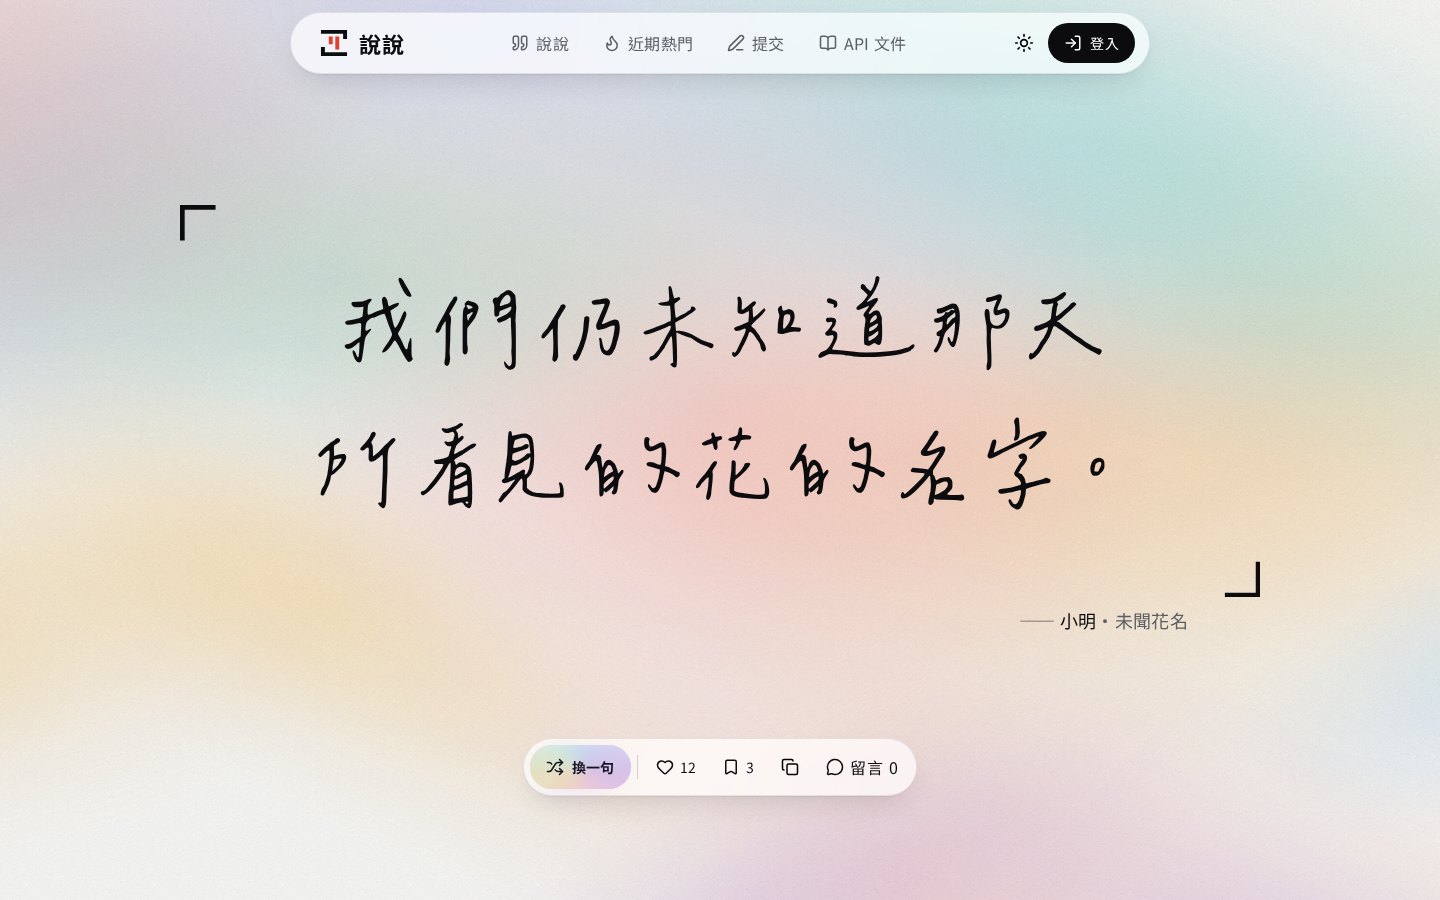 說說
說說
近期熱門
提交
API 文件
登入
我們仍未知道那天
所看見的花的名字。
—— 小明・未聞花名
換一句
12
3
留言 0